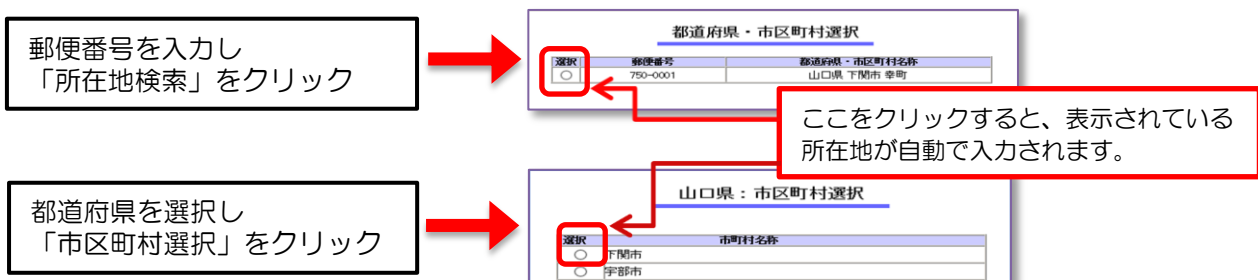 郵便番号を入力し
「所在地検索」をクリック
都道府県・市区町村選択
選択 郵便番号 都道府県・市区町村名称
750-0001 山口県 下関市 幸町
ここをクリックすると、表示されている
所在地が自動で入力されます。
都道府県を選択し
「市区町村選択」をクリック
山口県:市区町村選択
選択 市町村名称
下関市
宇部市